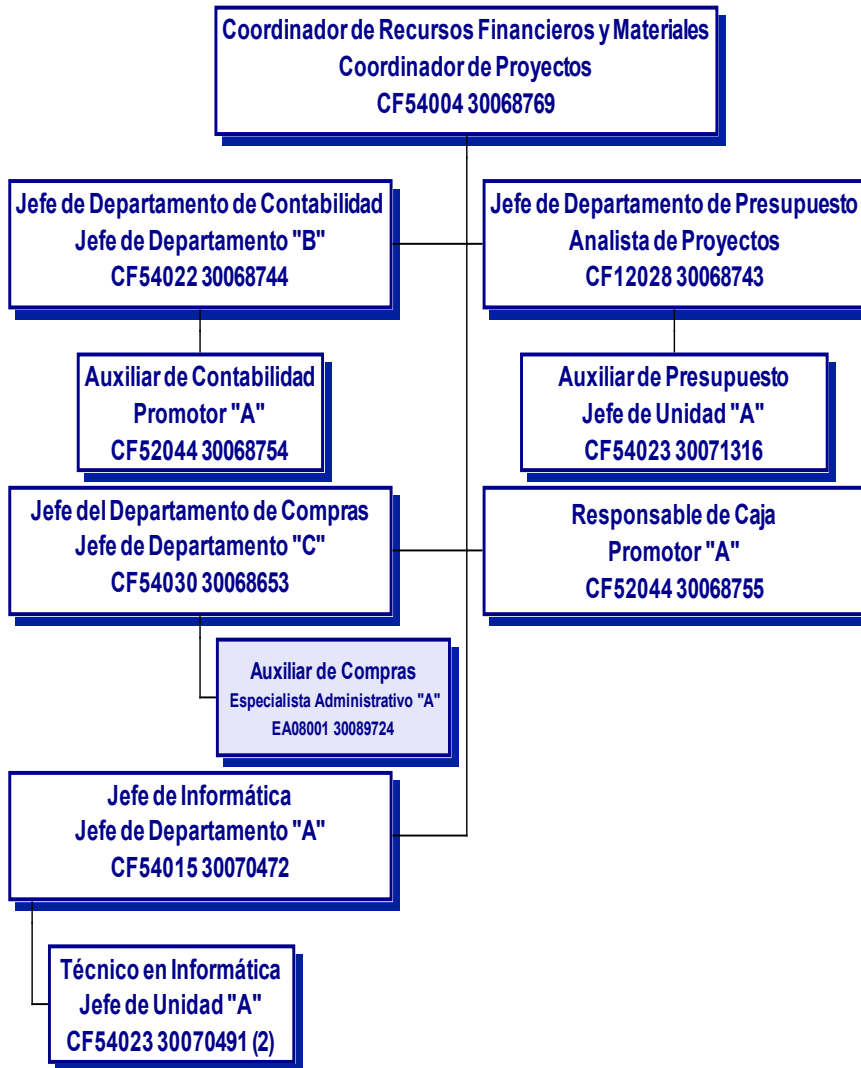 Coordinador de Recursos Financieros y Materiales
Coordinador de Proyectos
CF54004 30068769
Jefe de Departamento de Contabilidad
Jefe de Departamento "B"
CF54022 30068744
Jefe de Departamento de Presupuesto
Analista de Proyectos
CF12028 30068743
Auxiliar de Contabilidad
Promotor "A"
CF52044 30068754
Auxiliar de Presupuesto
Jefe de Unidad "A"
CF54023 30071316
Jefe del Departamento de Compras
Jefe de Departamento "C"
CF54030 30068653
Responsable de Caja
Promotor "A"
CF52044 30068755
Auxiliar de Compras
Especialista Administrativo "A"
EA08001 30089724
Jefe de Informática
Jefe de Departamento "A"
CF54015 30070472
Técnico en Informática
Jefe de Unidad "A"
CF54023 30070491 (2)